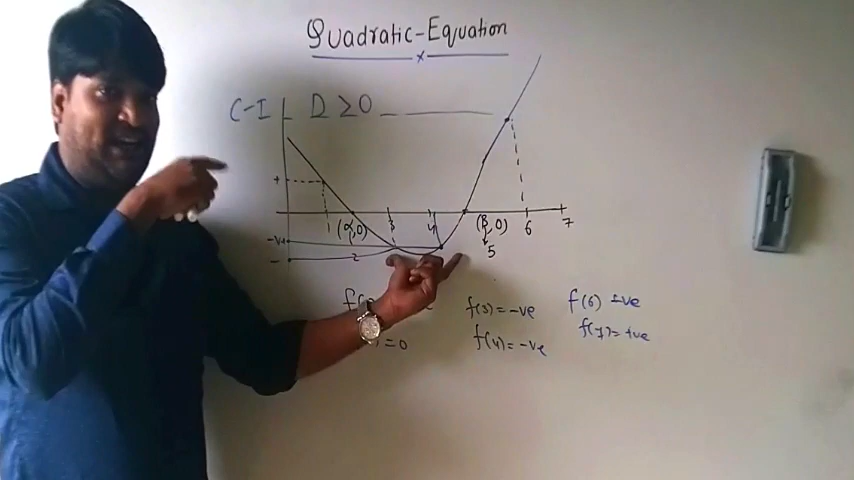 Quadratic-Equation
x
C-I D ≥0
+
1 (α,0) 3 4 (β,0) 6 7
-ve
5
-
2
f(3)=-ve f(6) +ve
=0 f(4)=-ve f(7)=+ve